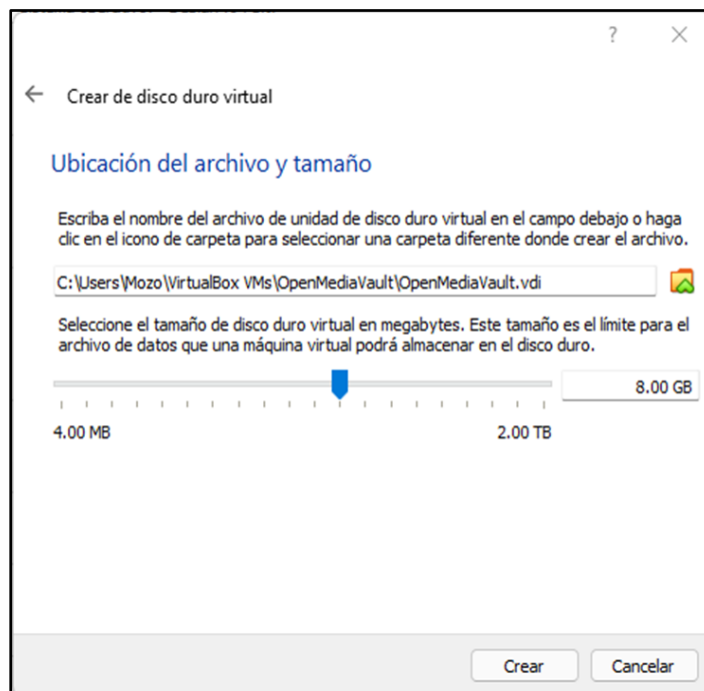 ?
Crear de disco duro virtual
Ubicación del archivo y tamaño
Escriba el nombre del archivo de unidad de disco duro virtual en el campo debajo o haga
clic en el icono de carpeta para seleccionar una carpeta diferente donde crear el archivo.
C:\Users\Mozo\VirtualBox VMs\OpenMediaVault\OpenMediaVault.vdi
Seleccione el tamaño de disco duro virtual en megabytes. Este tamaño es el límite para el
archivo de datos que una máquina virtual podrá almacenar en el disco duro.
8.00 GB
4.00 MB 2.00 TB
Crear Cancelar